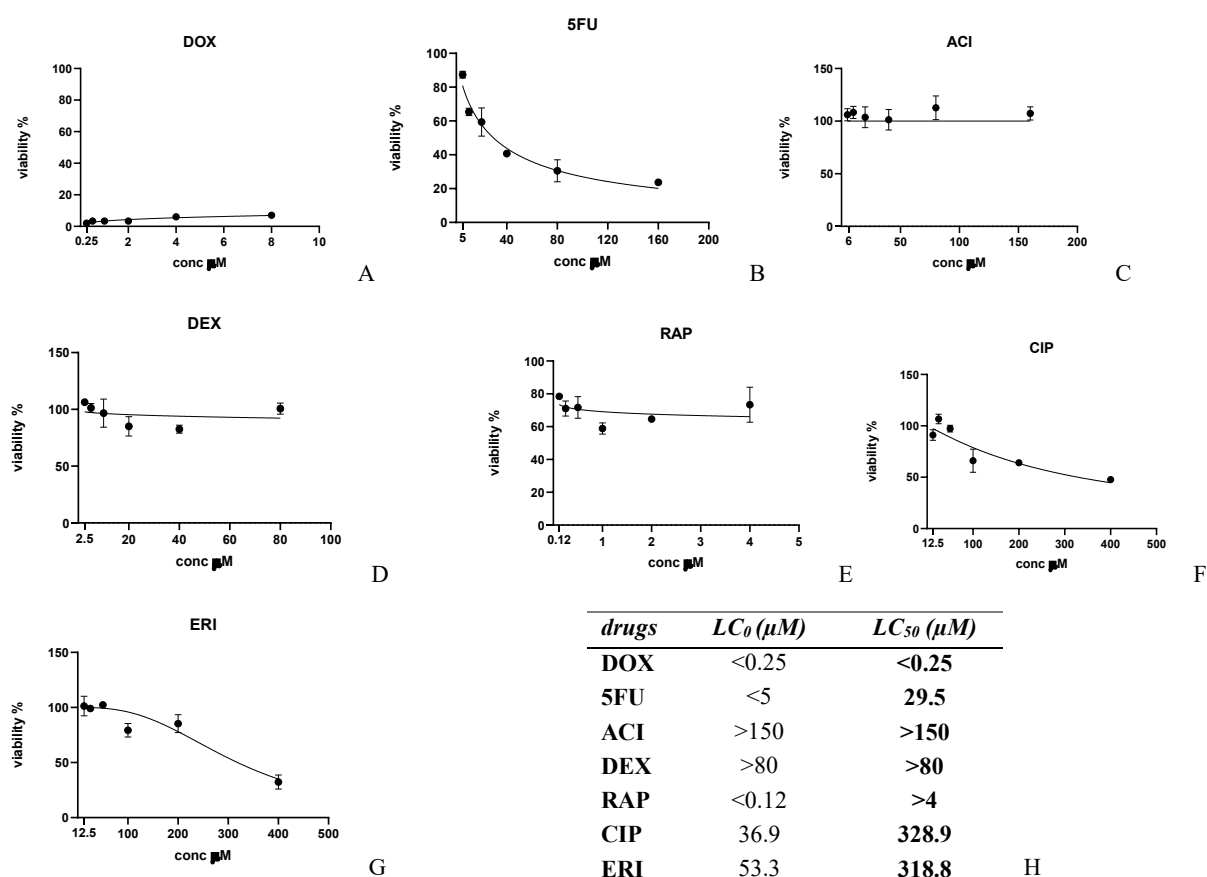 DOX
100
80
60
40
20
0
0.25 2 4 6 8 10
viability %
conc µM
A
5FU
100
80
60
40
20
0
5 40 80 120 160 200
viability %
conc µM
B
ACI
150
100
50
0
6 50 100 150 200
viability %
conc µM
C
DEX
150
100
50
0
2.5 20 40 60 80 100
viability %
conc µM
D
RAP
100
80
60
40
20
0
0.12 1 2 3 4 5
viability %
conc µM
E
CIP
150
100
50
0
12.5 100 200 300 400 500
viability %
conc µM
F
ERI
150
100
50
0
12.5 100 200 300 400 500
viability %
conc µM
G
drugs LC₀ (µM) LC₅₀ (µM)
DOX <0.25 <0.25
5FU <5 29.5
ACI >150 >150
DEX >80 >80
RAP <0.12 >4
CIP 36.9 328.9
ERI 53.3 318.8
H